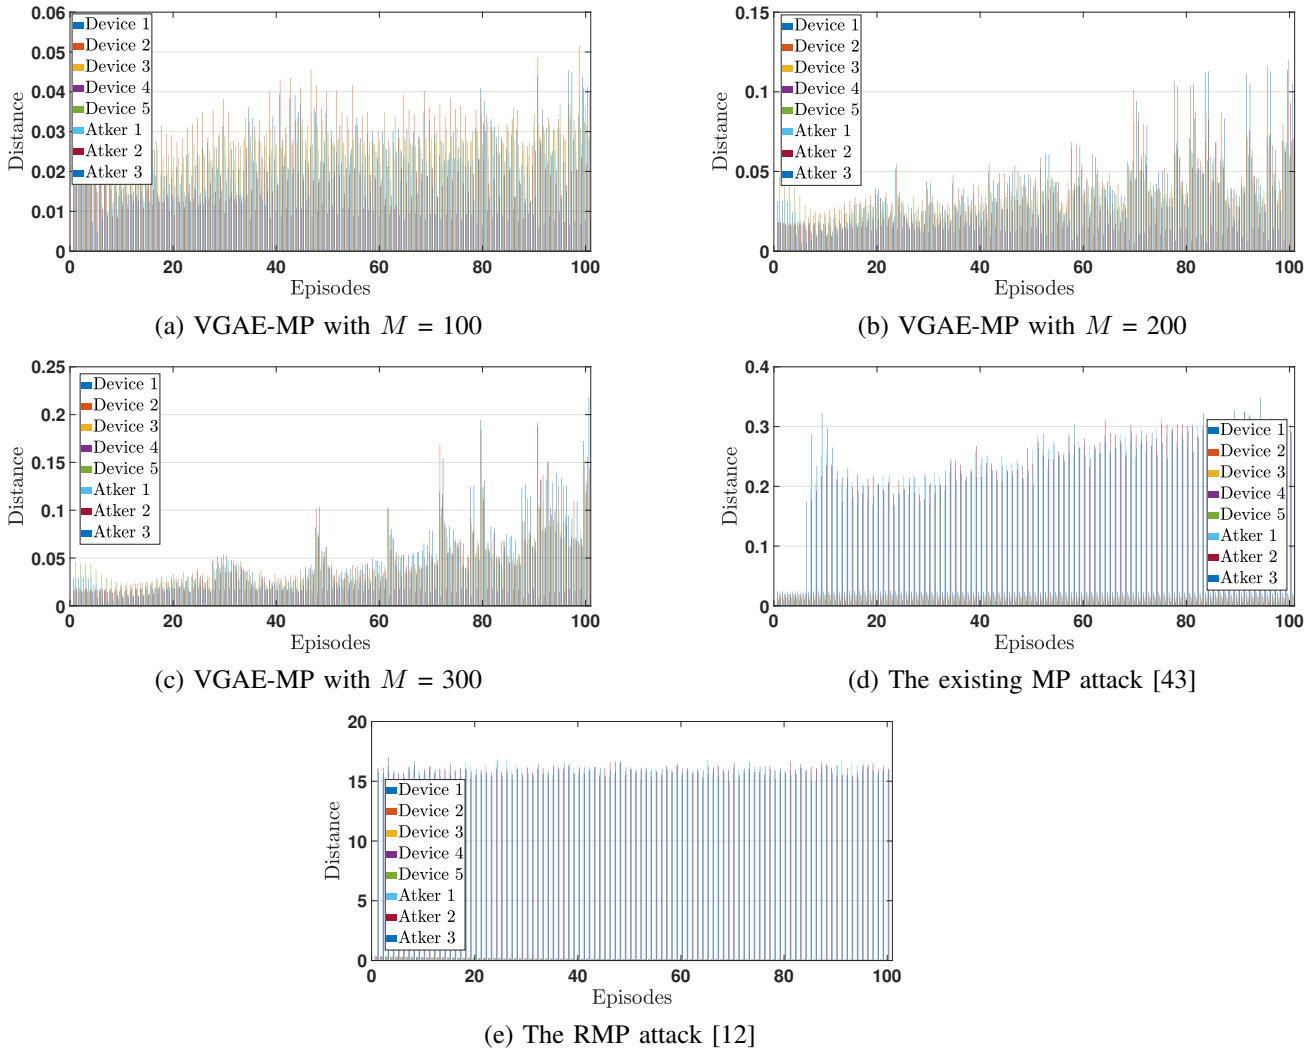 0.06
0.05
0.04
0.03
0.02
0.01
0
Distance
Device 1
Device 2
Device 3
Device 4
Device 5
Atker 1
Atker 2
Atker 3
0 20 40 60 80 100
Episodes
(a) VGAE-MP with M = 100
0.15
0.1
0.05
0
Distance
Device 1
Device 2
Device 3
Device 4
Device 5
Atker 1
Atker 2
Atker 3
0 20 40 60 80 100
Episodes
(b) VGAE-MP with M = 200
0.25
0.2
0.15
0.1
0.05
0
Distance
Device 1
Device 2
Device 3
Device 4
Device 5
Atker 1
Atker 2
Atker 3
0 20 40 60 80 100
Episodes
(c) VGAE-MP with M = 300
0.4
0.3
0.2
0.1
0
Distance
Device 1
Device 2
Device 3
Device 4
Device 5
Atker 1
Atker 2
Atker 3
0 20 40 60 80 100
Episodes
(d) The existing MP attack [43]
20
15
10
5
0
Distance
Device 1
Device 2
Device 3
Device 4
Device 5
Atker 1
Atker 2
Atker 3
0 20 40 60 80 100
Episodes
(e) The RMP attack [12]